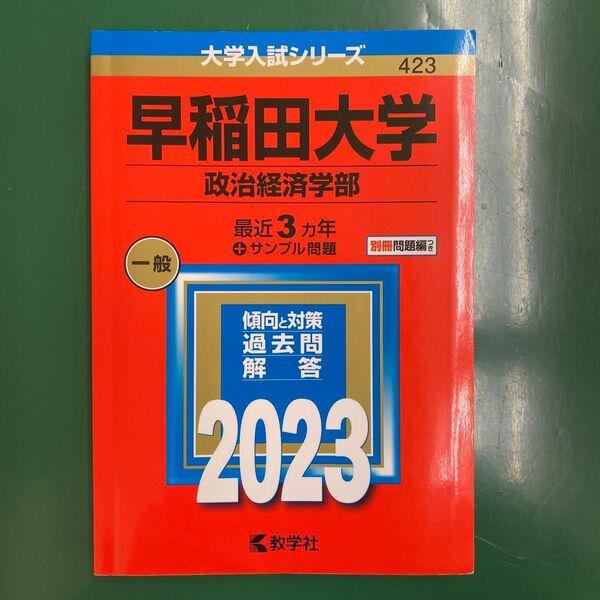 大学入試シリーズ
423
早稲田大学
政治経済学部
最近3ヵ年
+サンプル問題
別冊問題編つき
一般
傾向と対策
過去問
解答
2023
教学社